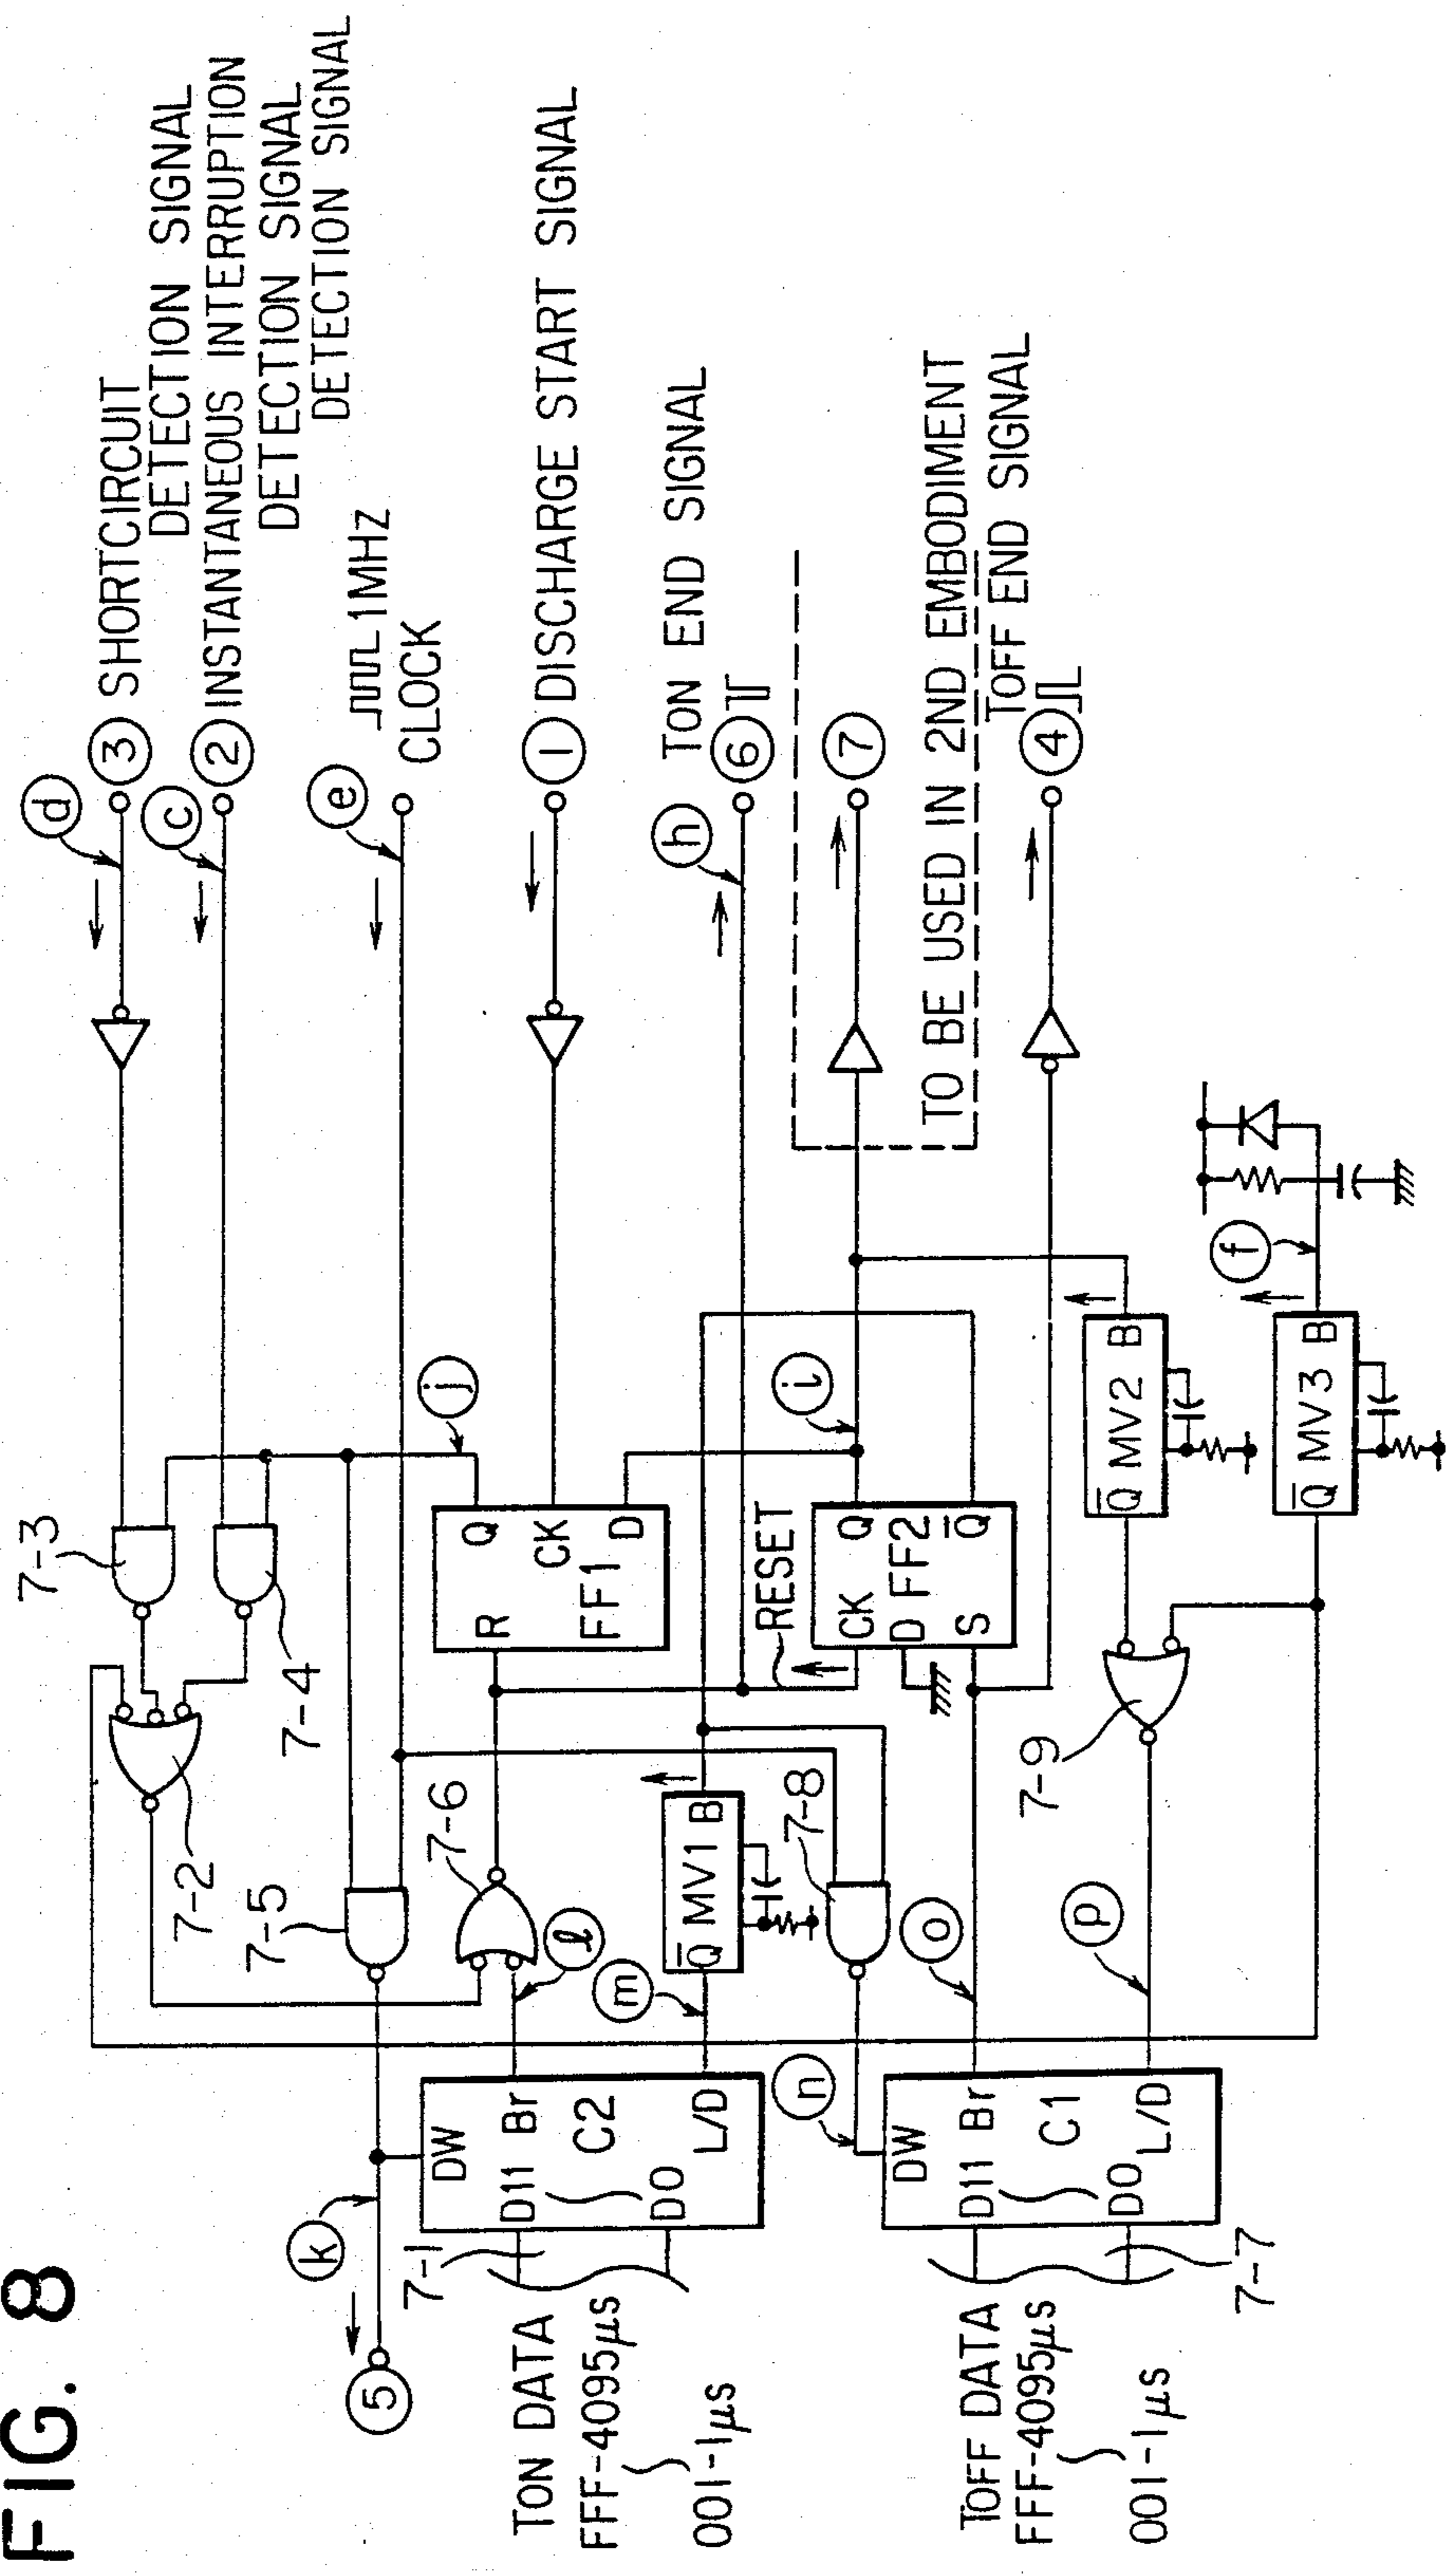 FIG. 8
③ SHORTCIRCUIT
DETECTION SIGNAL
② INSTANTANEOUS INTERRUPTION
DETECTION SIGNAL
DETECTION SIGNAL
1MHZ
CLOCK
① DISCHARGE START SIGNAL
TON END SIGNAL
⑥
⑦
TO BE USED IN 2ND EMBODIMENT
TOFF END SIGNAL
④
d
c
e
h
j
i
f
7-3
7-4
7-2
7-5
7-6
Q
CK
D
R
FF1
RESET
CK
Q
D
FF2
S
Q̅
Q̅ MV2 B
Q̅ MV3 B
7-9
7-8
Q̅ MV1 B
l
m
n
o
p
k
⑤
DW
D11
Br
C2
D0
L/D
7-1
DW
D11
Br
C1
D0
L/D
7-7
TON DATA
FFF-4095μs
001-1μs
TOFF DATA
FFF-4095μs
001-1μs